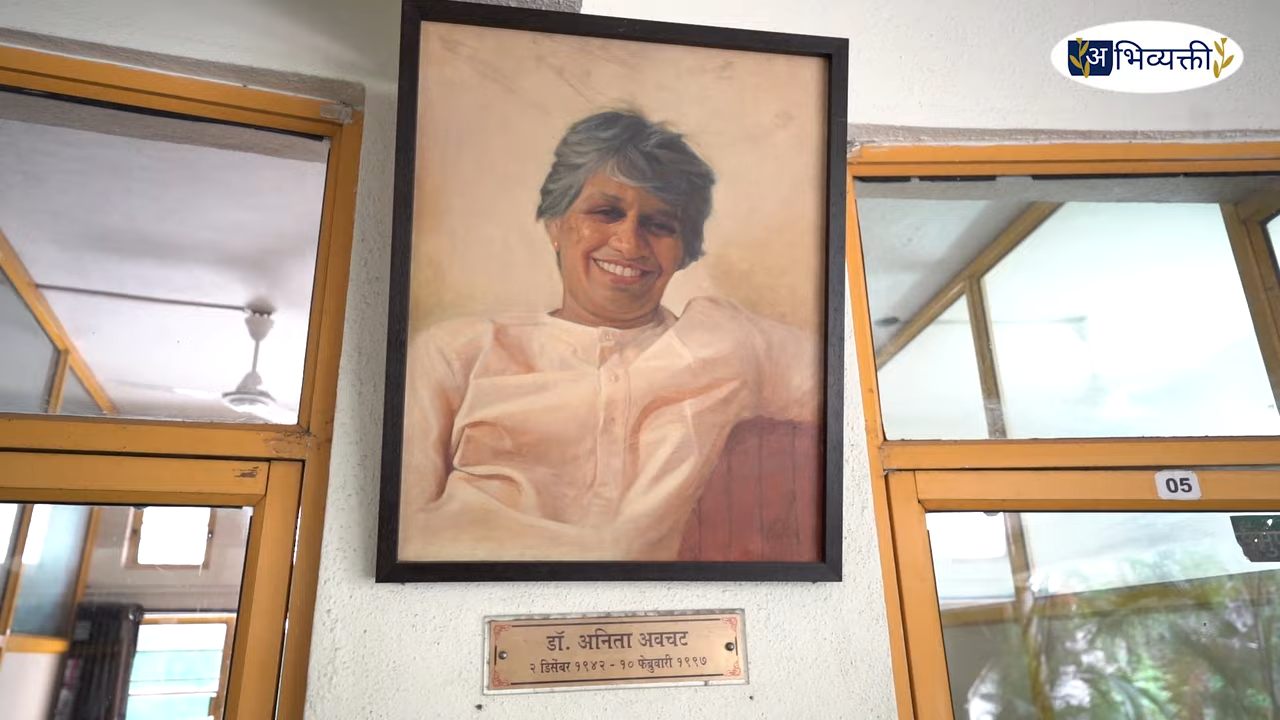 अभिव्यक्ती
05
डॉ. अनिता अवचट
२ डिसेंबर १९४२ - १० फेब्रुवारी १९९७